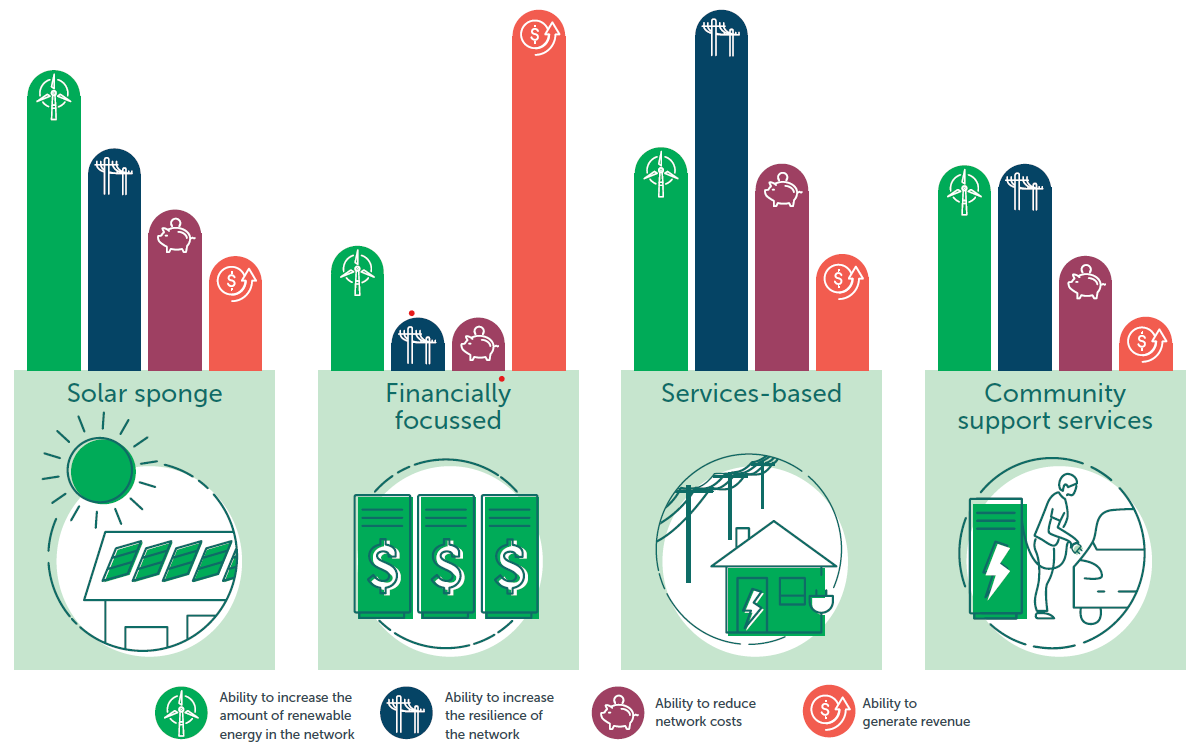 Solar sponge
Financially
focussed
Services-based
Community
support services
$
$
$
$
$
$
$
Ability to increase the
amount of renewable
energy in the network
Ability to increase
the resilience of
the network
Ability to reduce
network costs
$
Ability to
generate revenue